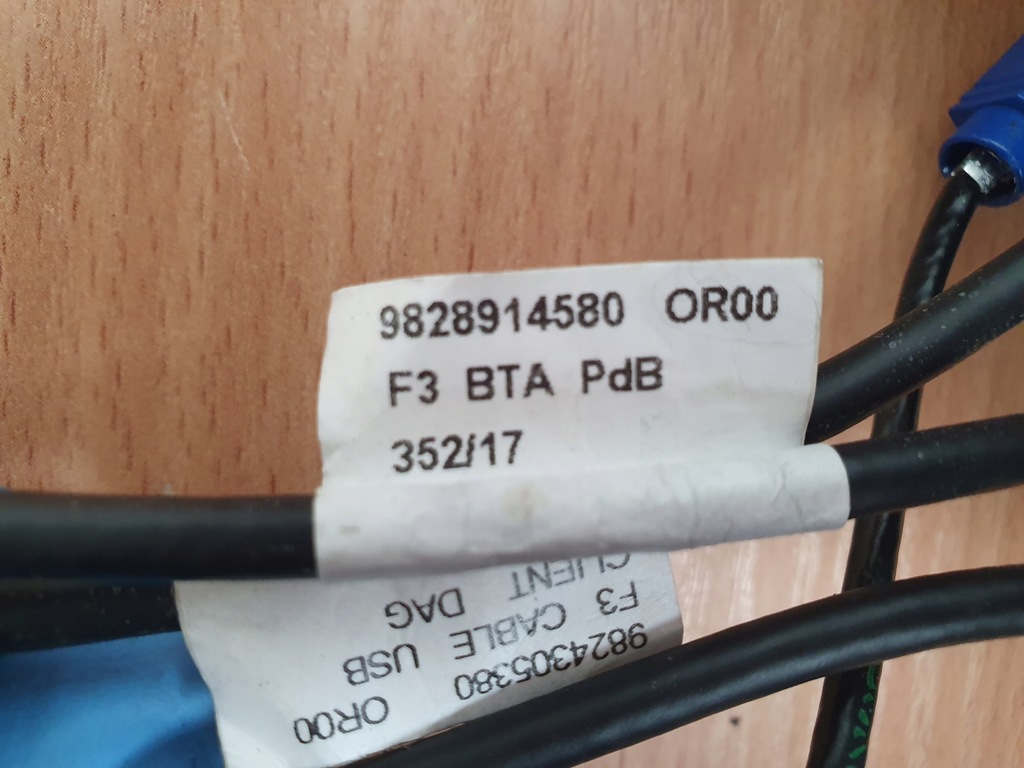 9828914580 OR00
F3 BTA PdB
352/17
9824305380 OR00
F3 CABLE USB
CLIENT DAG